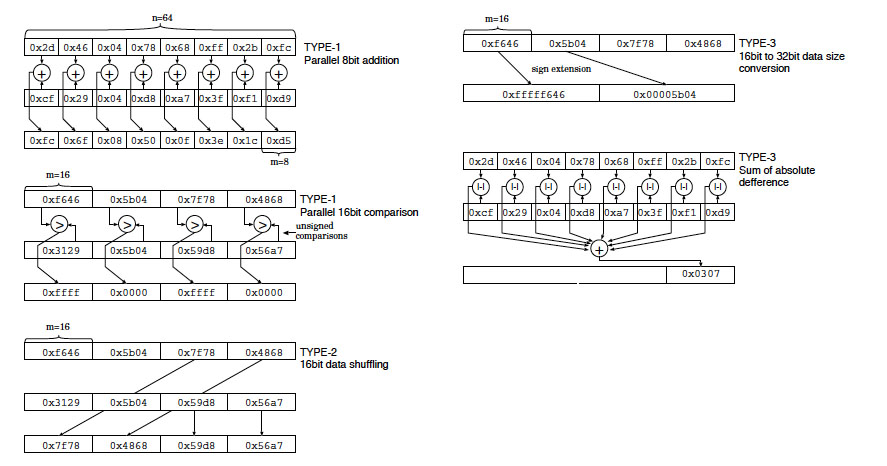 n=64
0x2d 0x46 0x04 0x78 0x68 0xff 0x2b 0xfc
TYPE-1
Parallel 8bit addition
+ + + + + + + +
0xcf 0x29 0x04 0xd8 0xa7 0x3f 0xf1 0xd9
0xfc 0x6f 0x08 0x50 0x0f 0x3e 0x1c 0xd5
m=8
m=16
0xf646 0x5b04 0x7f78 0x4868
TYPE-1
Parallel 16bit comparison
> > > >
unsigned
comparisons
0x3129 0x5b04 0x59d8 0x56a7
0xffff 0x0000 0xffff 0x0000
m=16
0xf646 0x5b04 0x7f78 0x4868
TYPE-2
16bit data shuffling
0x3129 0x5b04 0x59d8 0x56a7
0x7f78 0x4868 0x59d8 0x56a7
m=16
0xf646 0x5b04 0x7f78 0x4868
TYPE-3
16bit to 32bit data size
conversion
sign extension
0xfffff646 0x00005b04
0x2d 0x46 0x04 0x78 0x68 0xff 0x2b 0xfc
TYPE-3
Sum of absolute
defference
|-| |-| |-| |-| |-| |-| |-| |-|
0xcf 0x29 0x04 0xd8 0xa7 0x3f 0xf1 0xd9
+
0x0307